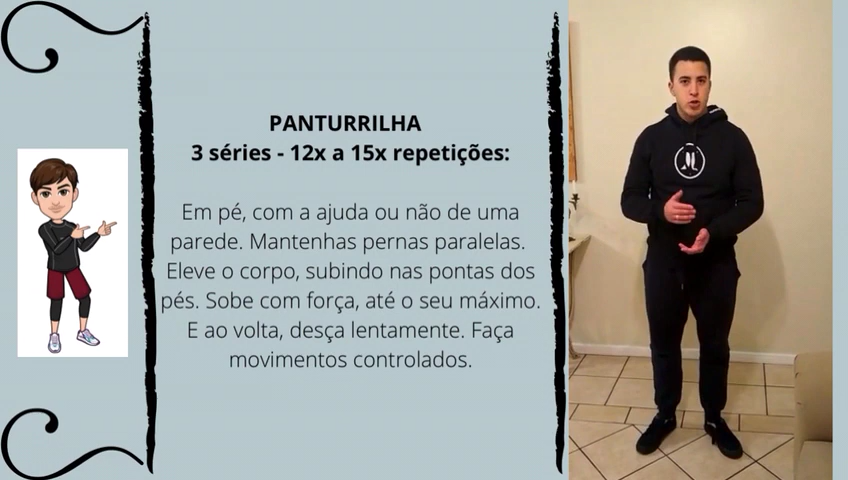 PANTURRILHA
3 séries - 12x a 15x repetições:
Em pé, com a ajuda ou não de uma
parede. Mantenhas pernas paralelas.
Eleve o corpo, subindo nas pontas dos
pés. Sobe com força, até o seu máximo.
E ao volta, desça lentamente. Faça
movimentos controlados.